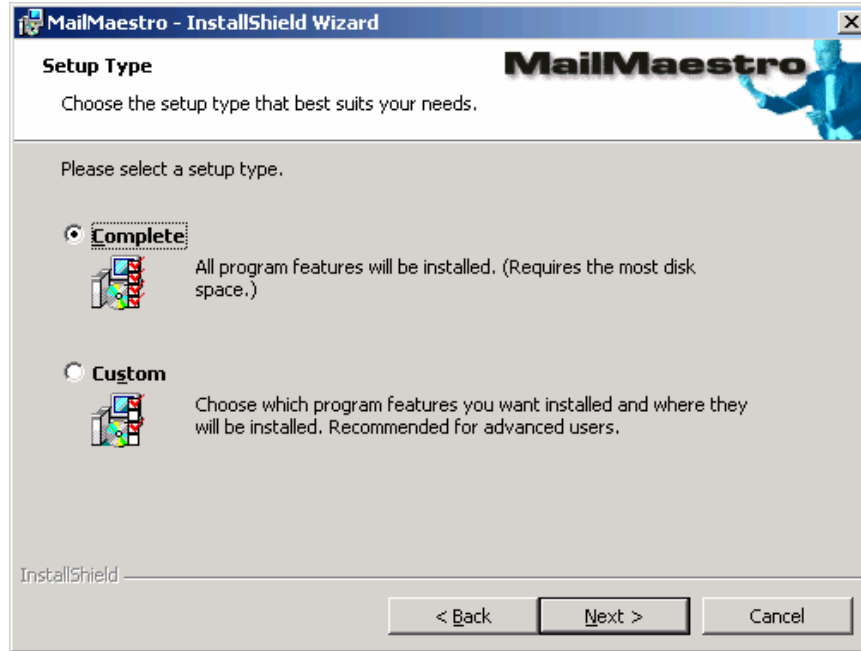 MailMaestro - InstallShield Wizard
Setup Type
MailMaestro
Choose the setup type that best suits your needs.
Please select a setup type.
Complete
All program features will be installed. (Requires the most disk
space.)
Custom
Choose which program features you want installed and where they
will be installed. Recommended for advanced users.
InstallShield
< Back
Next >
Cancel